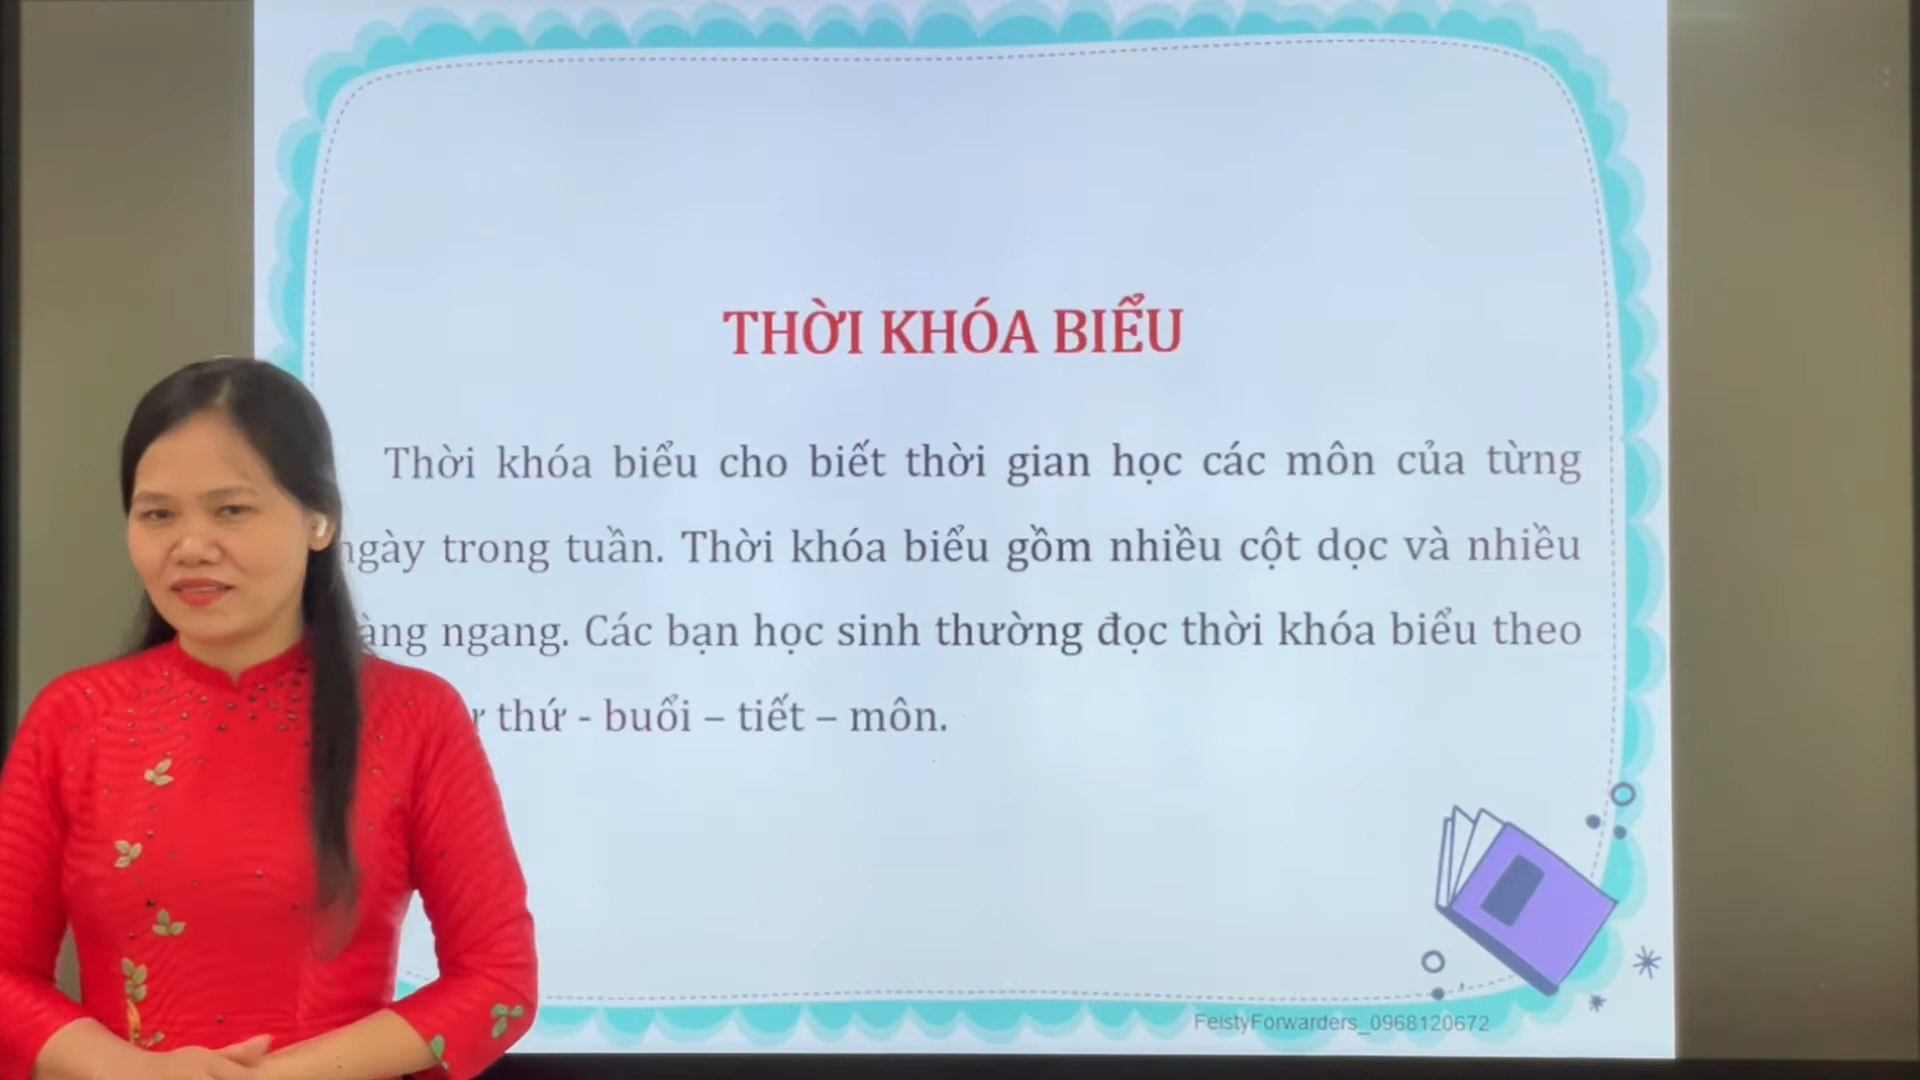 THỜI KHÓA BIỂU
Thời khóa biểu cho biết thời gian học các môn của từng
ngày trong tuần. Thời khóa biểu gồm nhiều cột dọc và nhiều
ngang. Các bạn học sinh thường đọc thời khóa biểu theo
thứ - buổi – tiết – môn.
FeistyForwarders_0968120672